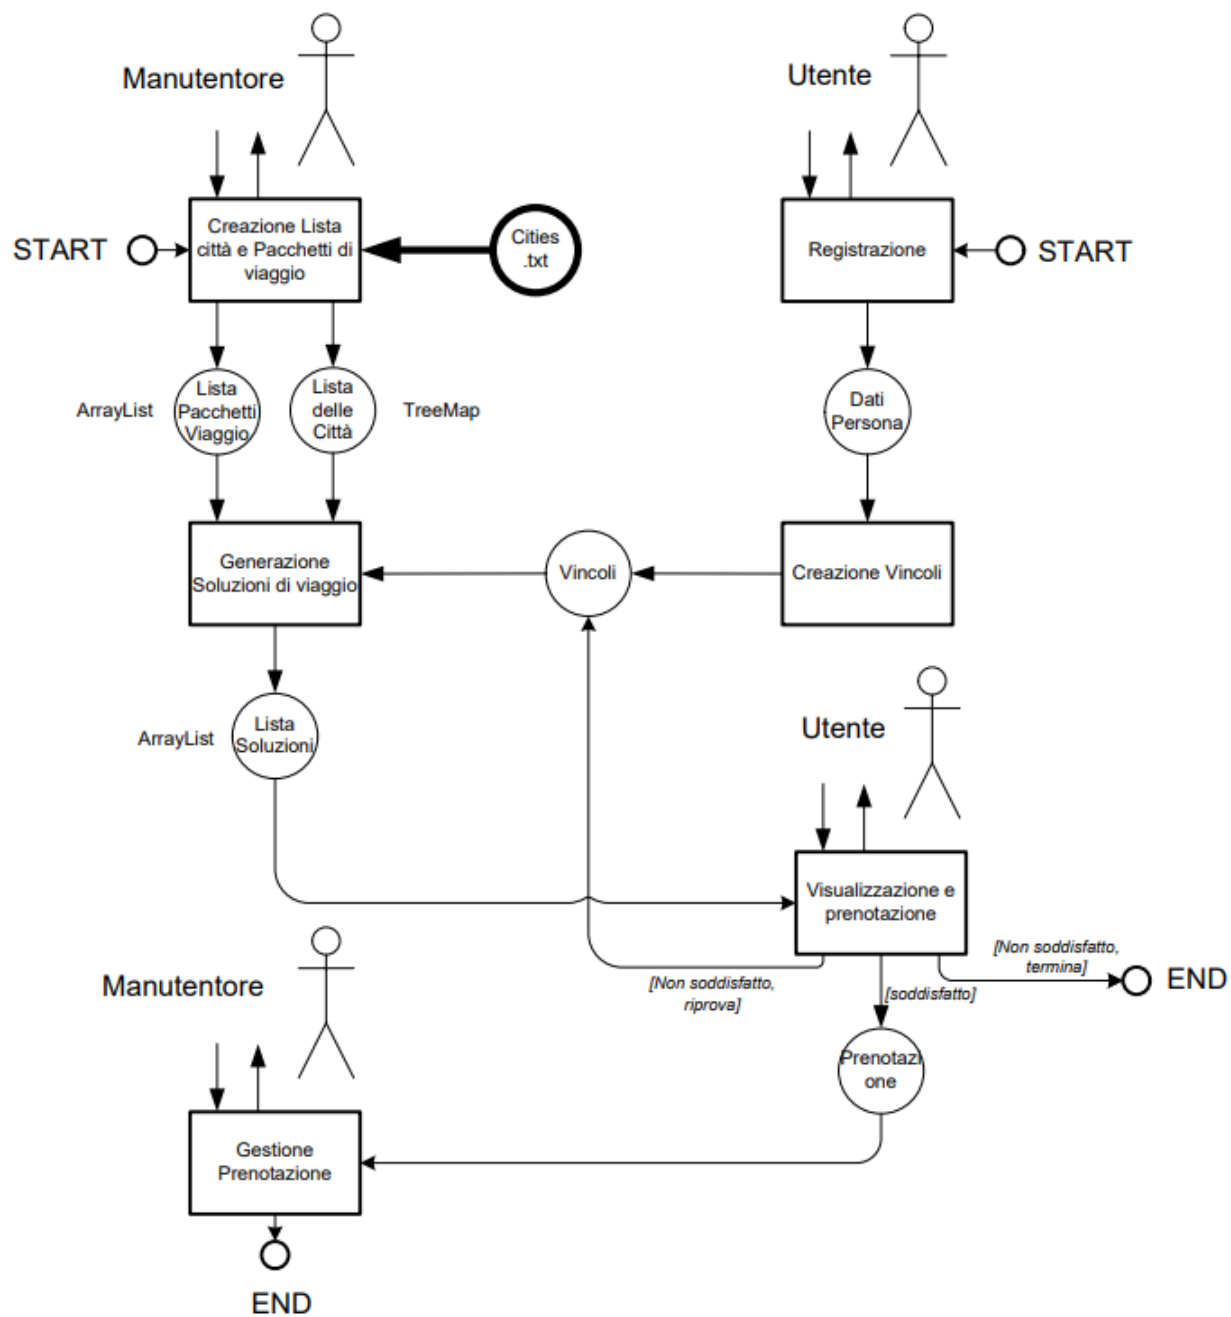 Manutentore
Utente
START
Creazione Lista
città e Pacchetti di
viaggio
Cities
.txt
Registrazione
START
ArrayList
Lista
Pacchetti
Viaggio
Lista
delle
Città
TreeMap
Dati
Persona
Generazione
Soluzioni di viaggio
Vincoli
Creazione Vincoli
ArrayList
Lista
Soluzioni
Utente
Visualizzazione e
prenotazione
[Non soddisfatto,
riprova]
[soddisfatto]
[Non soddisfatto,
termina]
END
Manutentore
Prenotazi
one
Gestione
Prenotazione
END